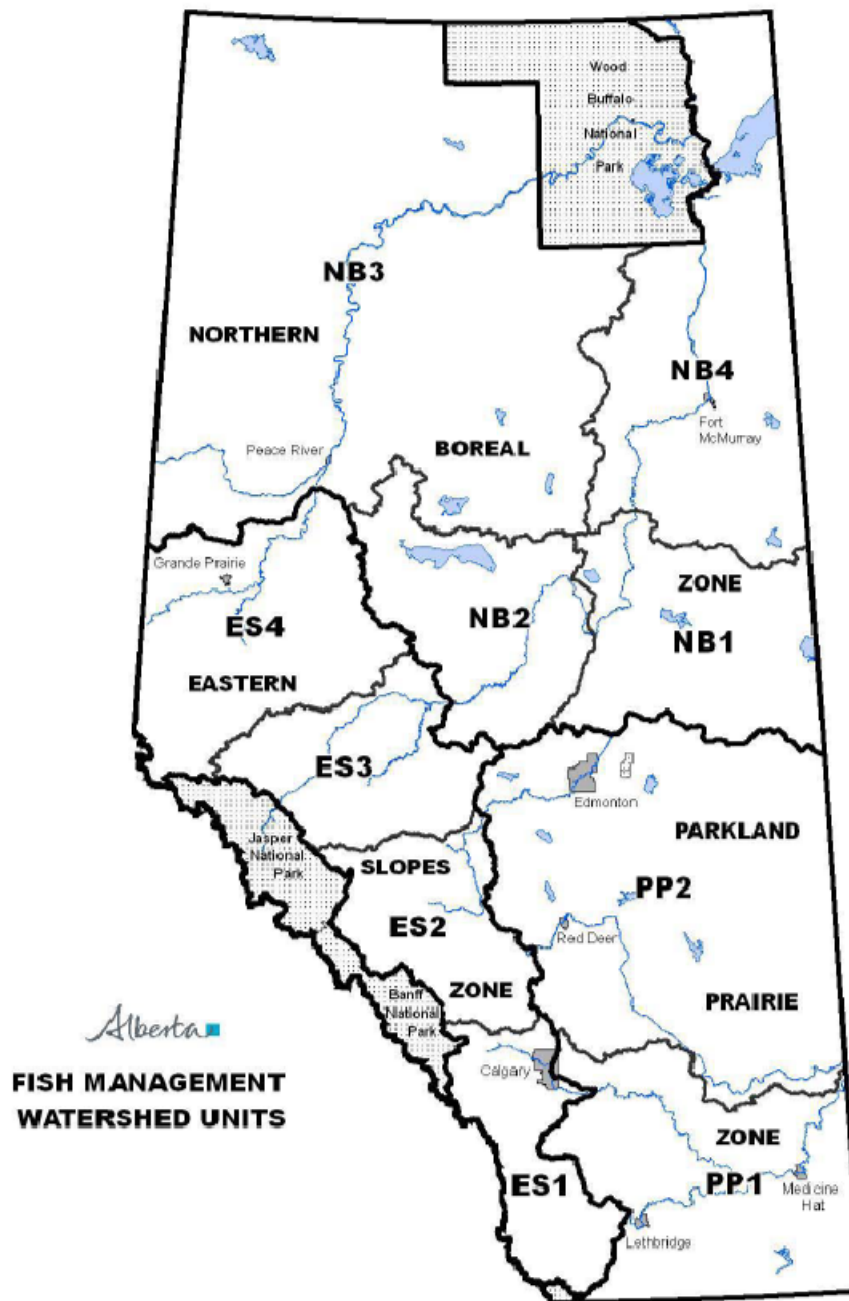 Wood
Buffalo
National
Park
NB3
NORTHERN
NB4
Fort
McMurray
Peace River
BOREAL
Grande Prairie
ZONE
ES4
NB2
NB1
EASTERN
ES3
Edmonton
PARKLAND
Jasper
National
Park
SLOPES
PP2
ES2
Red Deer
ZONE
PRAIRIE
Banff
National
Park
Alberta
Calgary
FISH MANAGEMENT
WATERSHED UNITS
ZONE
ES1
PP1
Medicine
Hat
Lethbridge